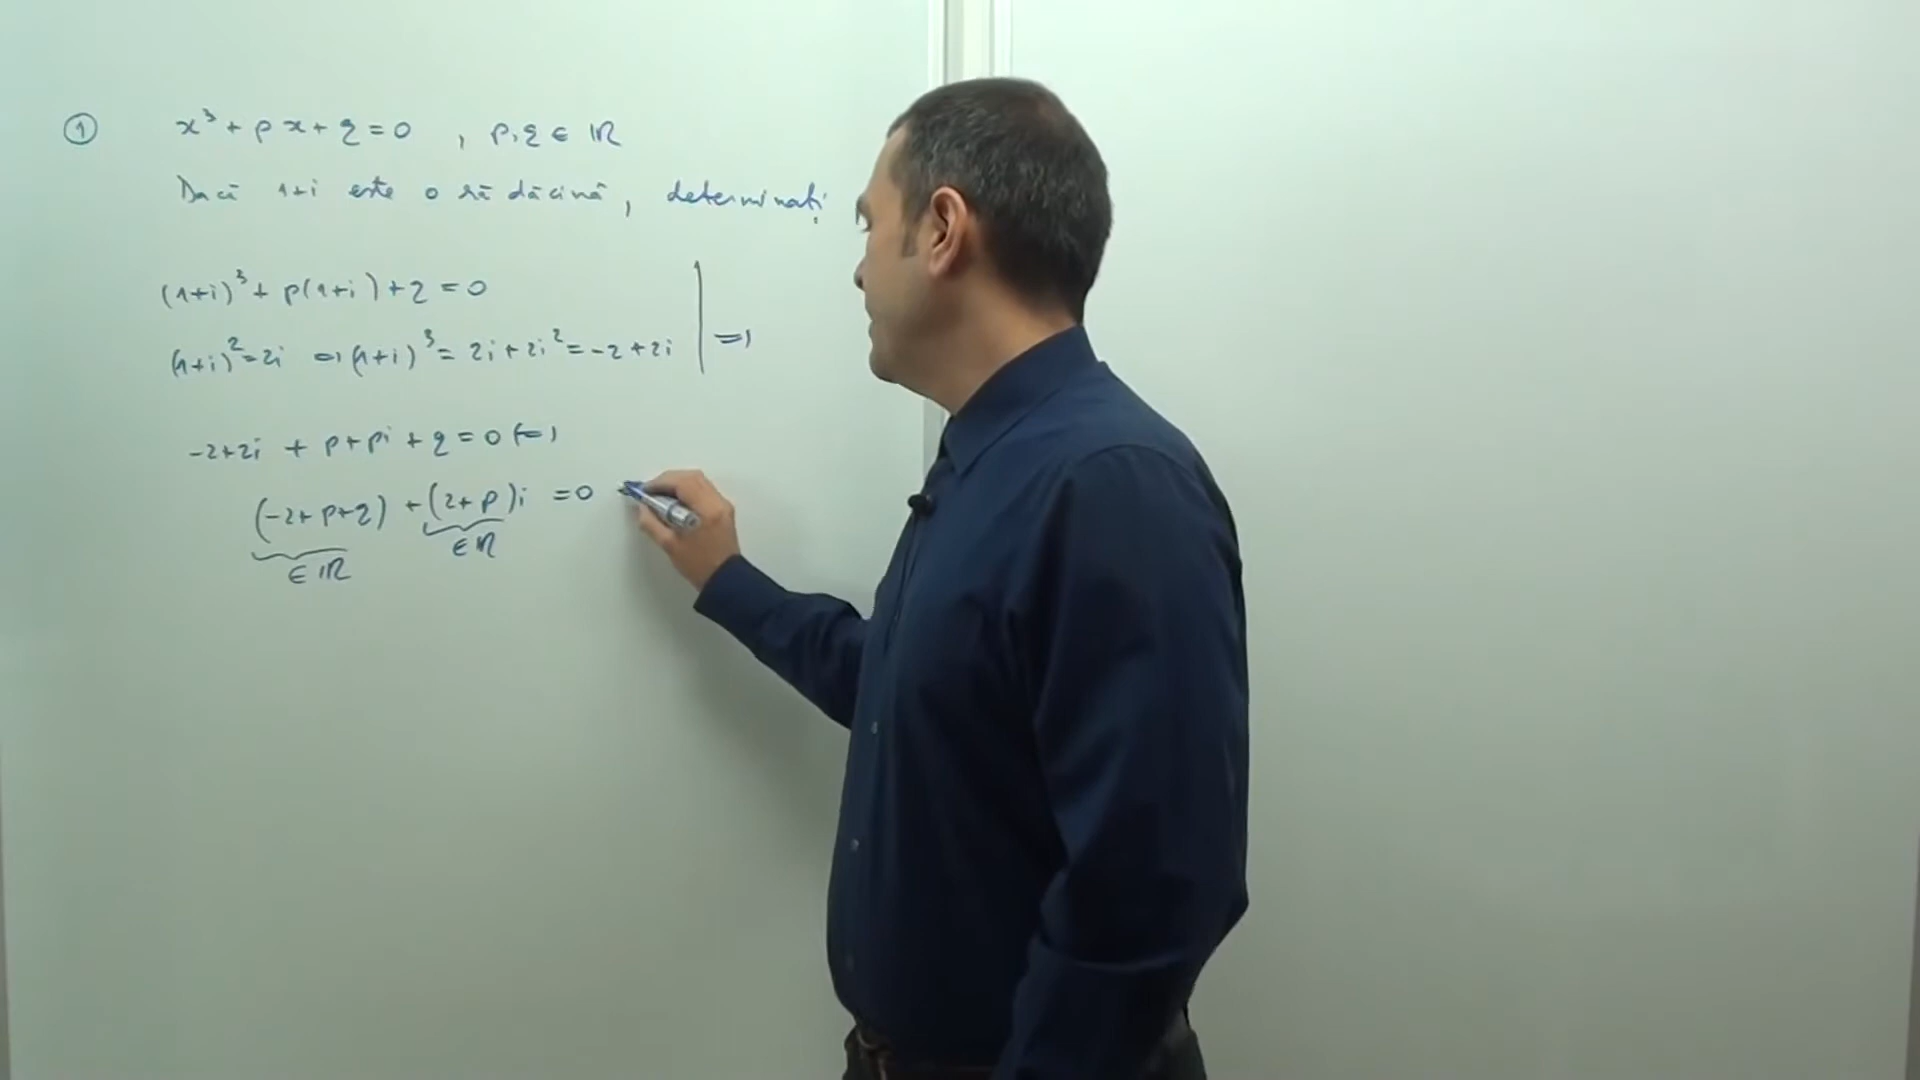 ① x³ + px + q = 0 , p, q ∈ ℝ
Dacă 1+i este o rădăcină, determinați
(1+i)³ + p(1+i) + q = 0
(1+i)² = 2i => (1+i)³ = 2i + 2i² = -2 + 2i | =>
-2+2i + p + pi + q = 0 <=>
(-2+p+q) + (2+p)i = 0
∈ ℝ ∈ ℝ